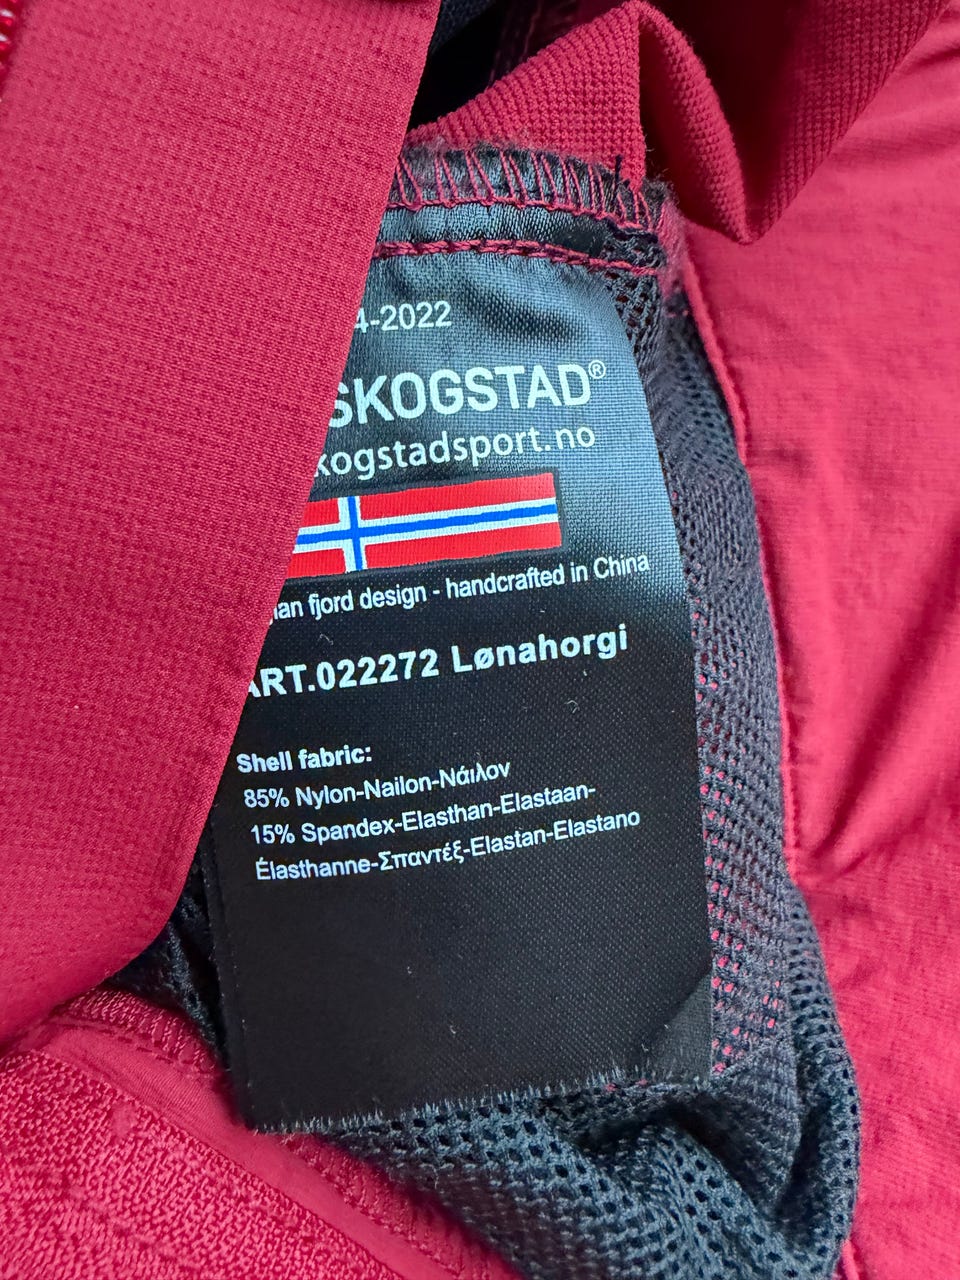 4-2022
SKOGSTAD®
kogstadsport.no
fjord design - handcrafted in China
ART.022272 Lønahorgi
Shell fabric:
85% Nylon-Nailon-Νάιλον
15% Spandex-Elasthan-Elastaan-
Élasthanne-Σπαντέξ-Elastan-Elastano